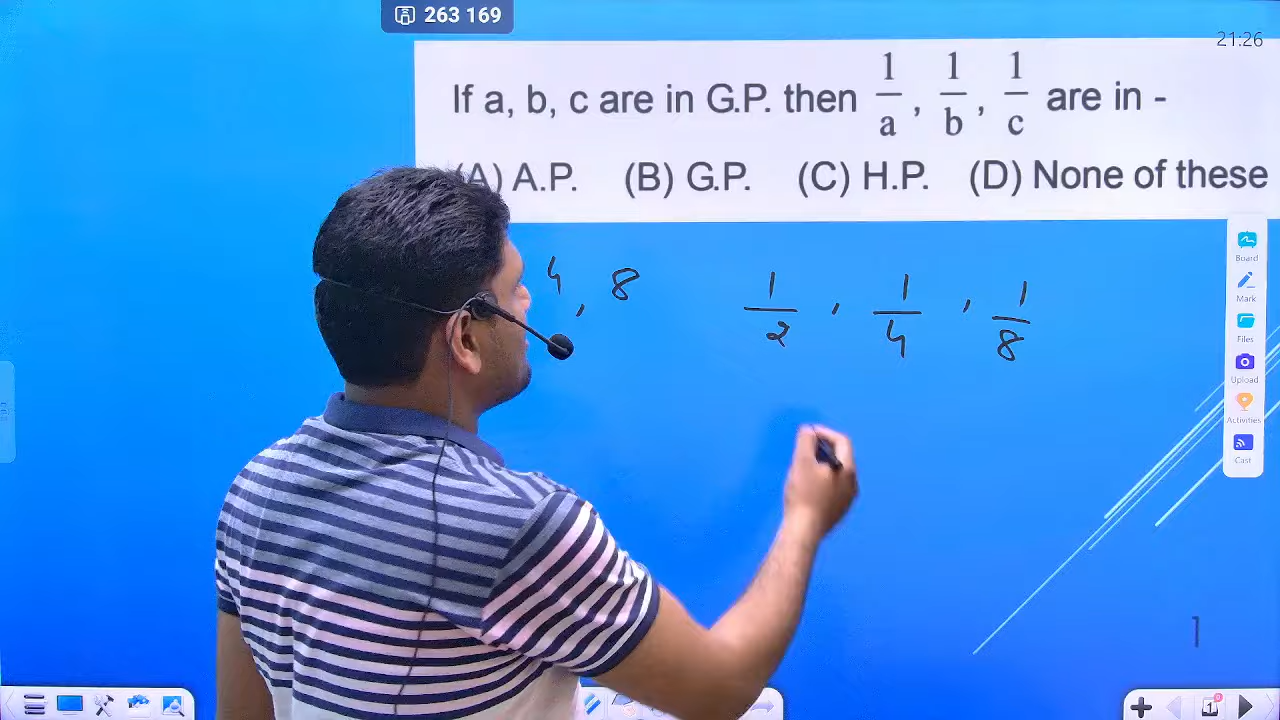 263 169
21:26
If a, b, c are in G.P. then 1/a, 1/b, 1/c are in -
(A) A.P. (B) G.P. (C) H.P. (D) None of these
4, 8 1/2, 1/4, 1/8
Board
Mark
Files
Upload
Activities
Cast
1